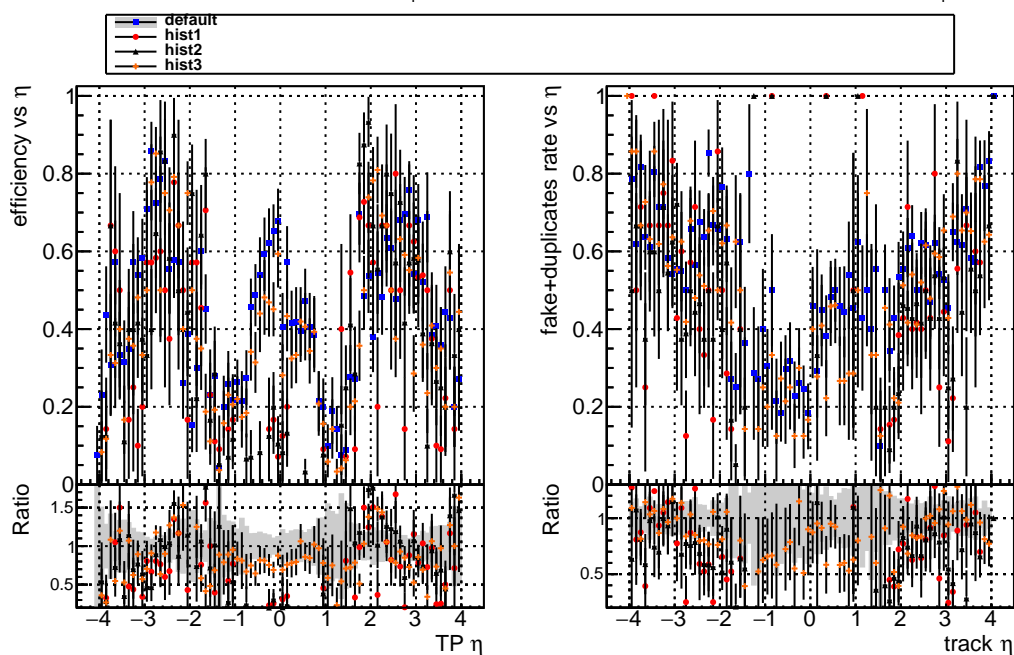 default
hist1
hist2
hist3
efficiency vs η
1
0.8
0.6
0.4
0.2
0
Ratio
1.5
1
0.5
−4 −3 −2 −1 0 1 2 3 4
TP η
fake+duplicates rate vs η
1
0.8
0.6
0.4
0.2
0
Ratio
1
0.5
−4 −3 −2 −1 0 1 2 3 4
track η